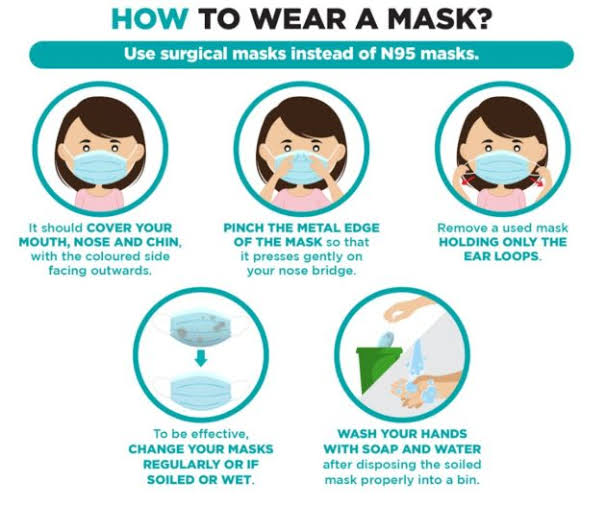 HOW TO WEAR A MASK?
Use surgical masks instead of N95 masks.
It should COVER YOUR
MOUTH, NOSE AND CHIN,
with the coloured side
facing outwards.
PINCH THE METAL EDGE
OF THE MASK so that
it presses gently on
your nose bridge.
Remove a used mask
HOLDING ONLY THE
EAR LOOPS.
To be effective,
CHANGE YOUR MASKS
REGULARLY OR IF
SOILED OR WET.
WASH YOUR HANDS
WITH SOAP AND WATER
after disposing the soiled
mask properly into a bin.